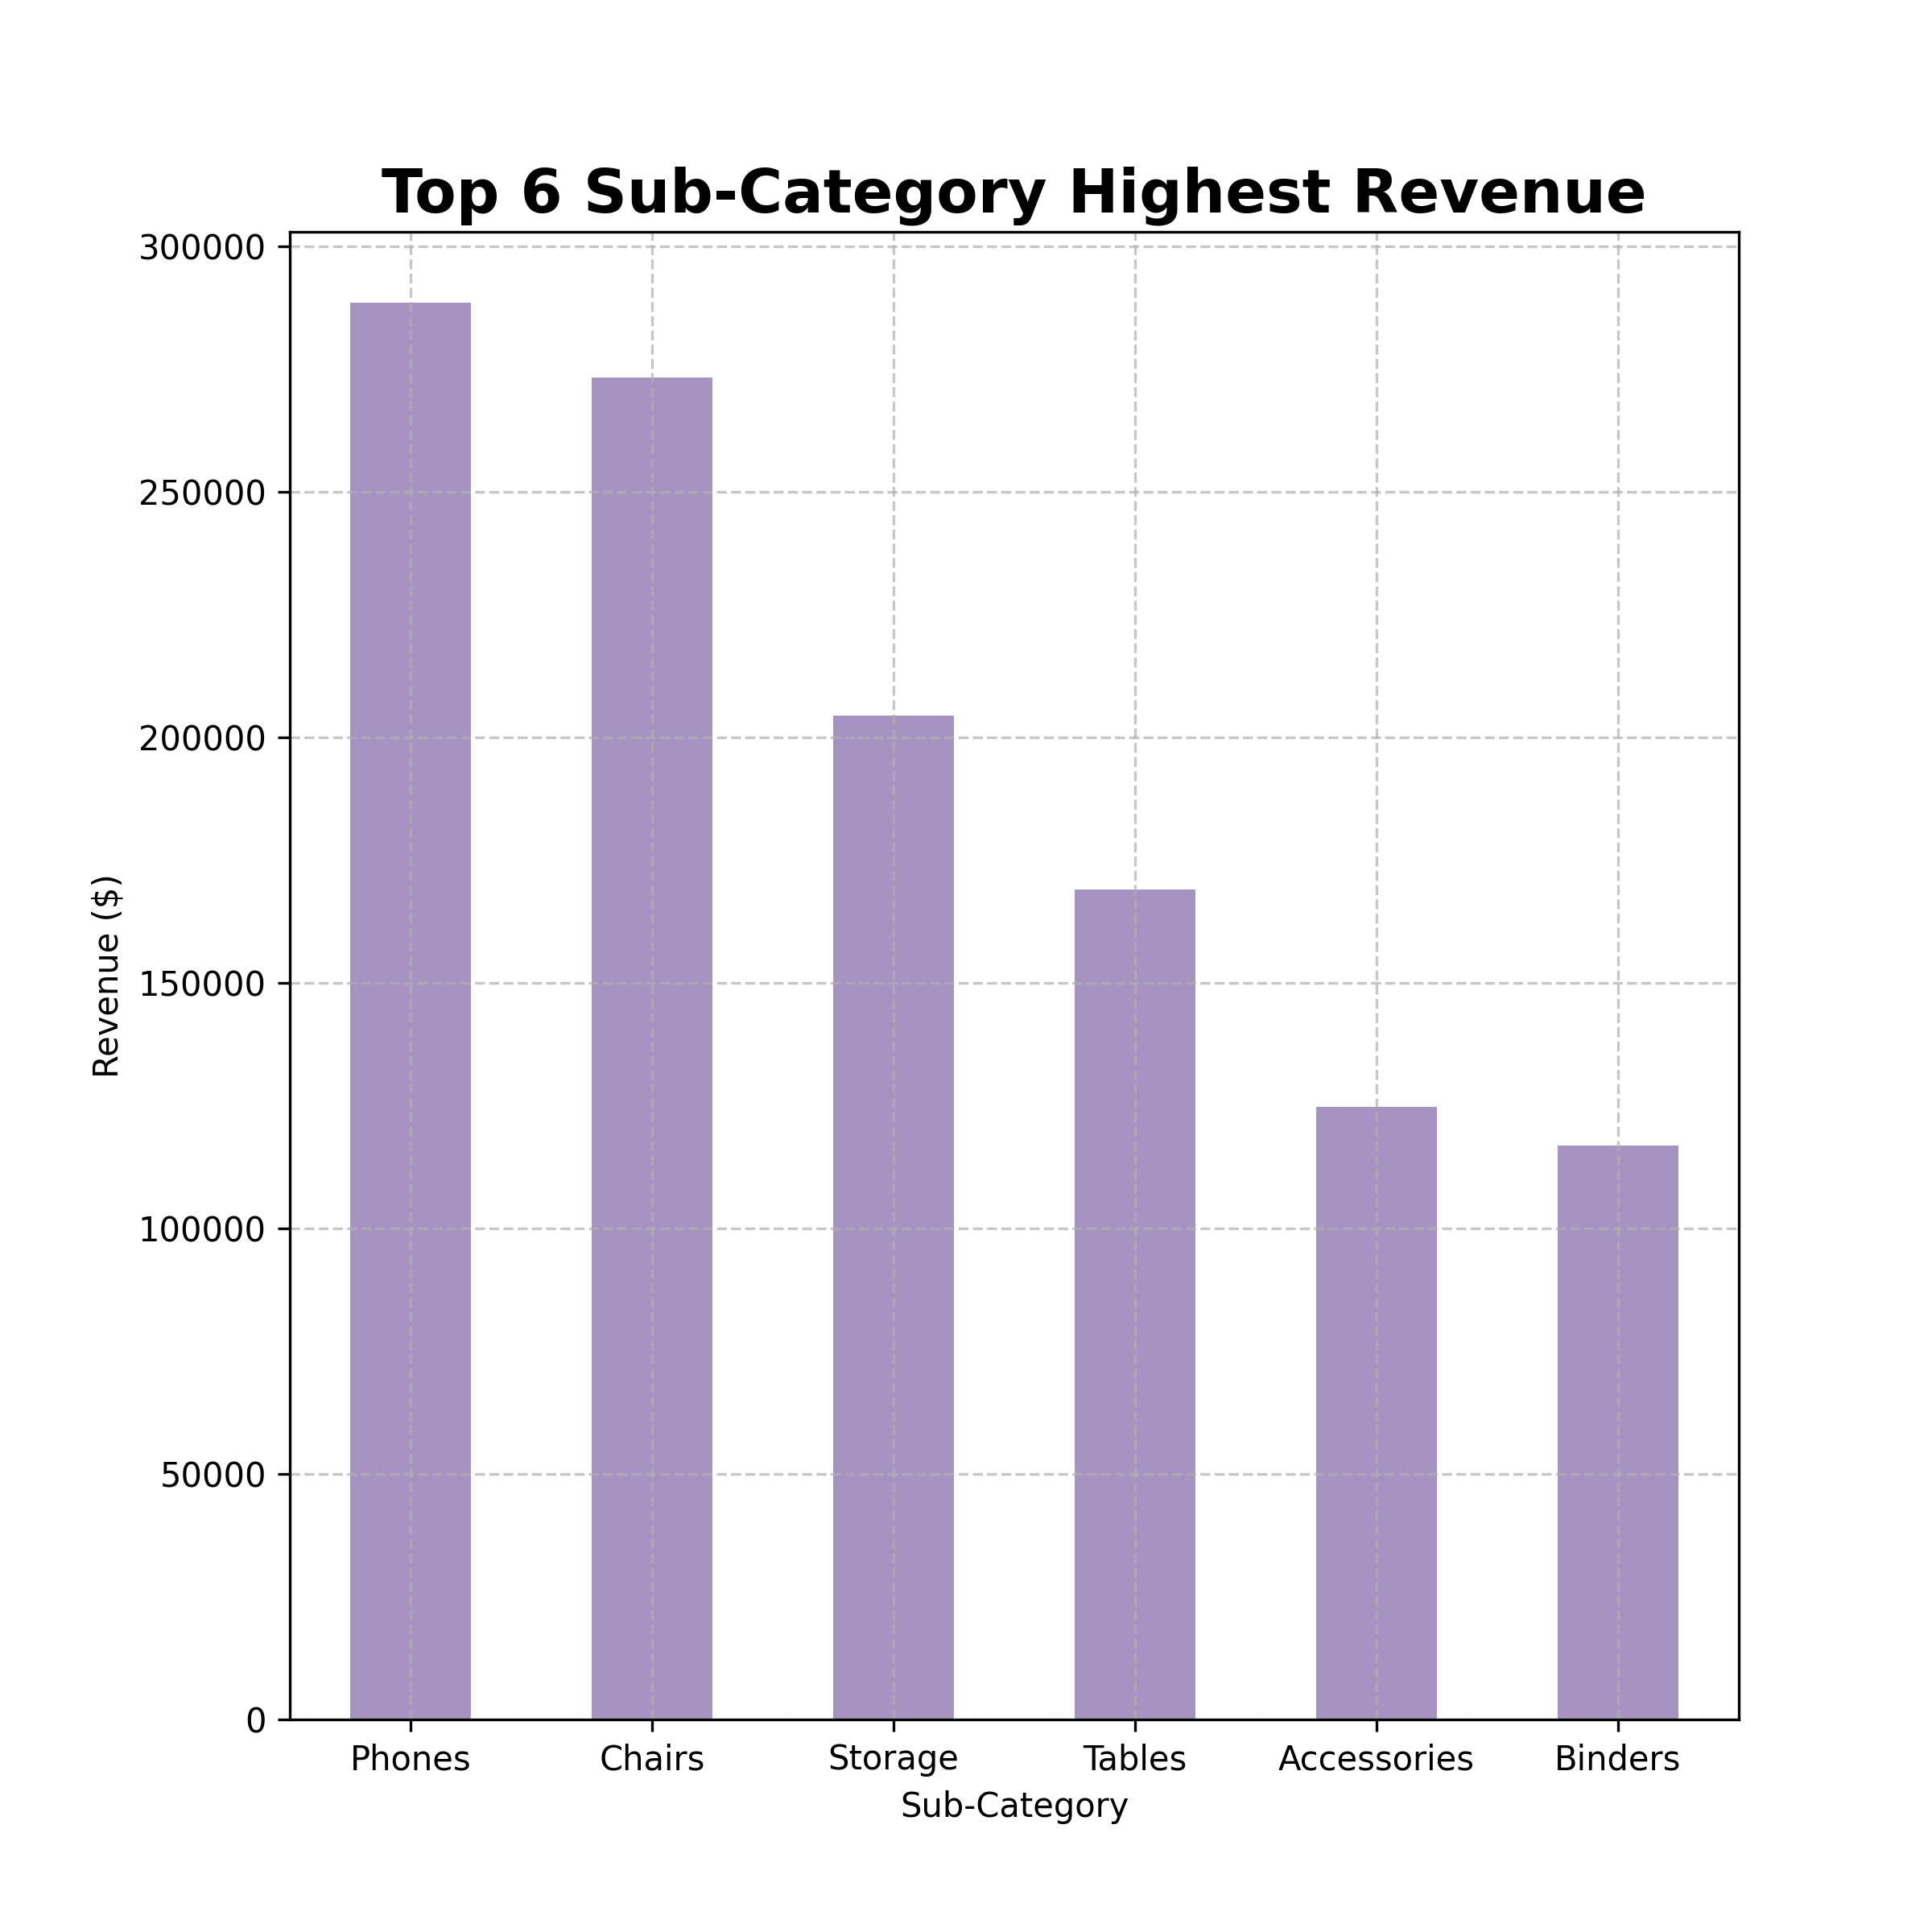 Top 6 Sub-Category Highest Revenue
300000
250000
200000
150000
100000
50000
0
Revenue ($)
Phones Chairs Storage Tables Accessories Binders
Sub-Category